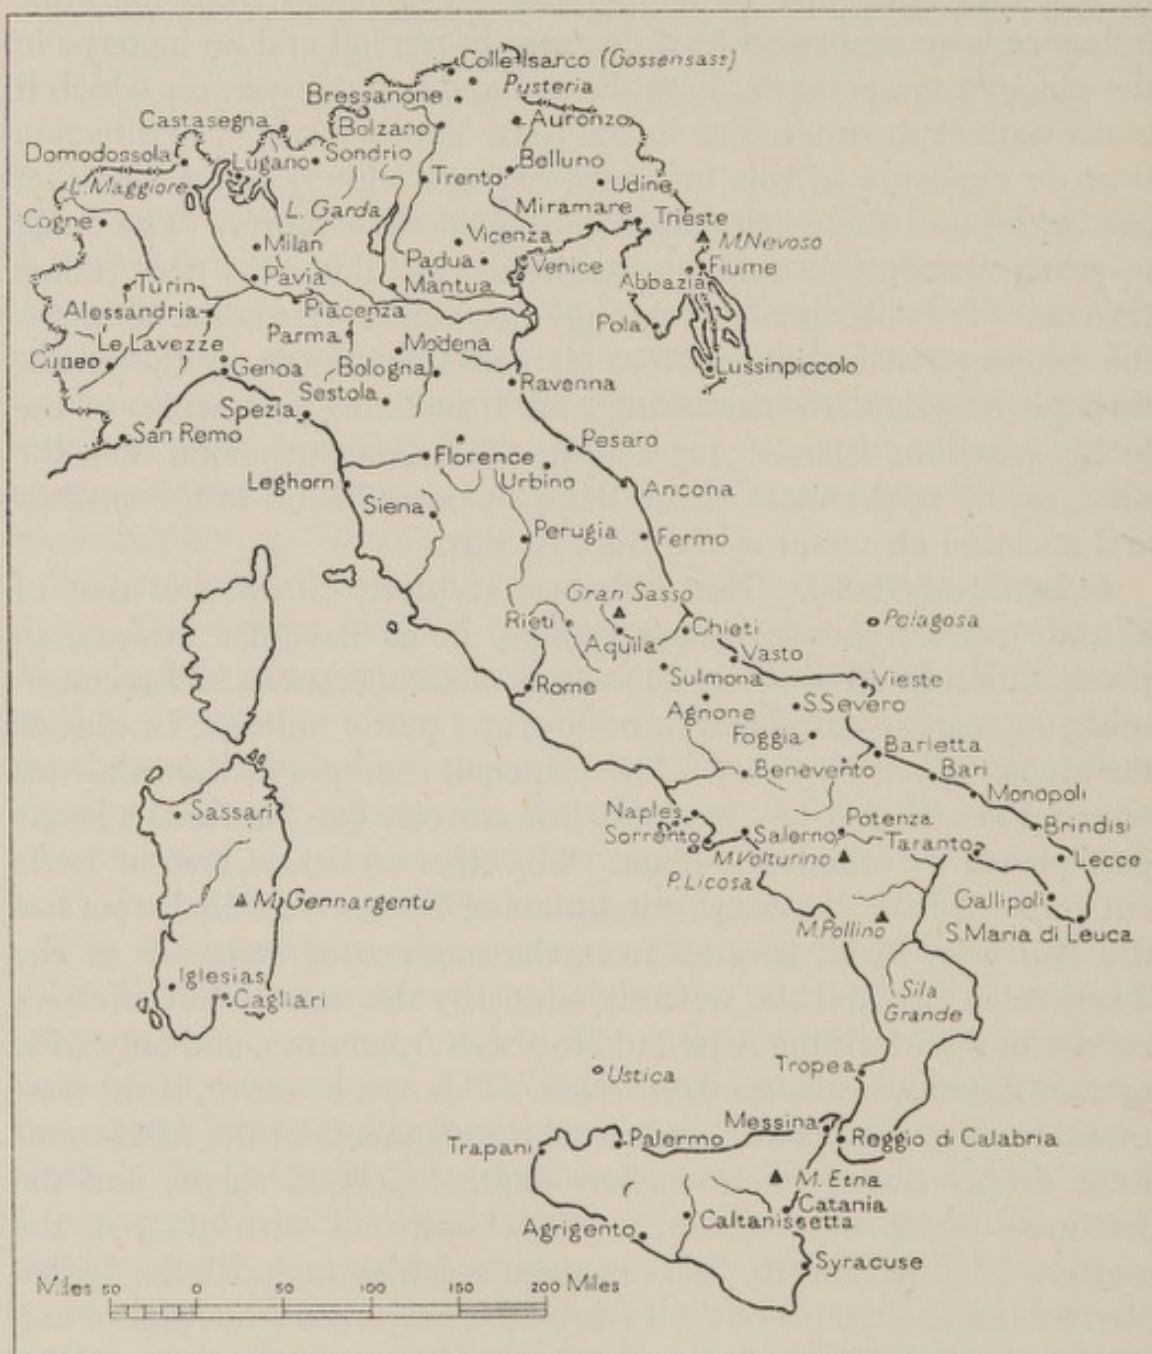 Colle Isarco (Gossensass)
Pusteria
Bressanone
Castasegna
Bolzano
Auronzo
Domodossola
Lugano
Sondrio
Belluno
L. Maggiore
Trento
Udine
Cogne
L. Garda
Miramare
Trieste
Milan
Vicenza
M. Nevoso
Padua
Venice
Fiume
Turin
Pavia
Mantua
Abbazia
Alessandria
Piacenza
Le Lavezze
Parma
Modena
Pola
Cuneo
Genoa
Bologna
Lussinpiccolo
Sestola
Ravenna
Spezia
San Remo
Pesaro
Florence
Leghorn
Urbino
Ancona
Siena
Perugia
Fermo
Gran Sasso
Rieti
Chieti
Pelagosa
Aquila
Vasto
Rome
Sulmona
Vieste
Agnone
S. Severo
Foggia
Barletta
Benevento
Bari
Monopoli
Sassari
Naples
Potenza
Brindisi
Sorrento
Salerno
Taranto
M. Volturino
Lecce
P. Licosa
M. Gennargentu
Gallipoli
M. Pollino
S. Maria di Leuca
Iglesias
Sila
Grande
Cagliari
Tropea
Ustica
Messina
Trapani
Palermo
Reggio di Calabria
M. Etna
Catania
Agrigento
Caltanissetta
Syracuse
Miles 50 0 50 100 150 200 Miles